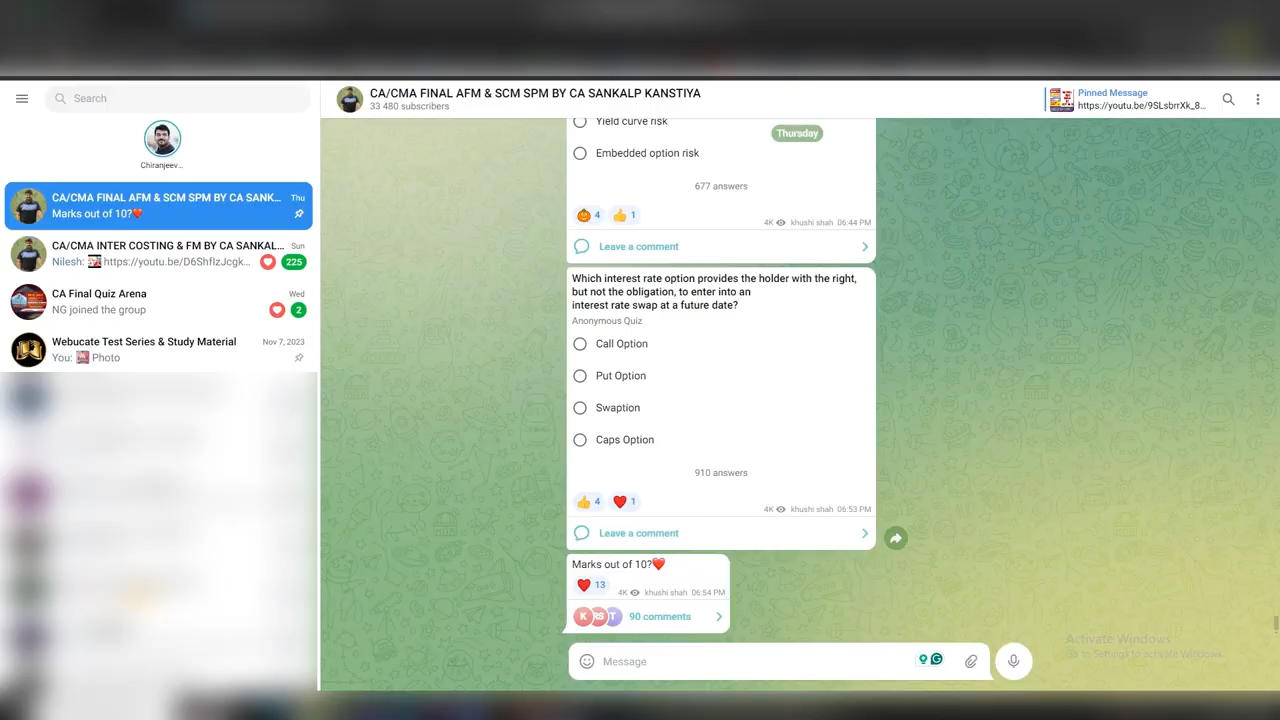 Search
Chiranjeev...
CA/CMA FINAL AFM & SCM SPM BY CA SANK... Thu
Marks out of 10?❤️
CA/CMA INTER COSTING & FM BY CA SANKAL... Sun
Nilesh: https://youtu.be/D6ShfIzJcgk... 225
CA Final Quiz Arena Wed
NG joined the group 2
Webucate Test Series & Study Material Nov 7, 2023
You: Photo
CA/CMA FINAL AFM & SCM SPM BY CA SANKALP KANSTIYA
33 480 subscribers
Pinned Message
https://youtu.be/9SLsbrrXk_8...
Yield curve risk
Thursday
Embedded option risk
677 answers
🎃 4 👍 1
4K khushi shah 06:44 PM
Leave a comment
Which interest rate option provides the holder with the right,
but not the obligation, to enter into an
interest rate swap at a future date?
Anonymous Quiz
Call Option
Put Option
Swaption
Caps Option
910 answers
👍 4 ❤️ 1
4K khushi shah 06:53 PM
Leave a comment
Marks out of 10?❤️
❤️ 13 4K khushi shah 06:54 PM
K RS T 90 comments
Message
Activate Windows
Go to Settings to activate Windows.